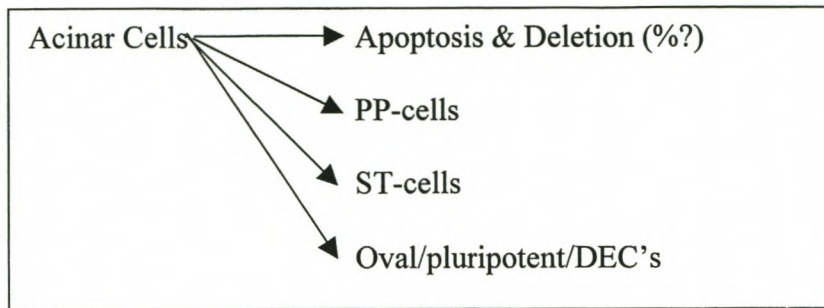 Acinar Cells Apoptosis & Deletion (%?)
PP-cells
ST-cells
Oval/pluripotent/DEC's